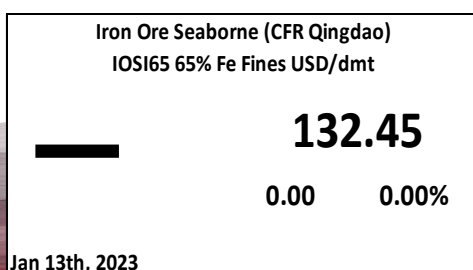 Iron Ore Seaborne (CFR Qingdao)
IOSI65 65% Fe Fines USD/dmt
132.45
0.00 0.00%
Jan 13th, 2023